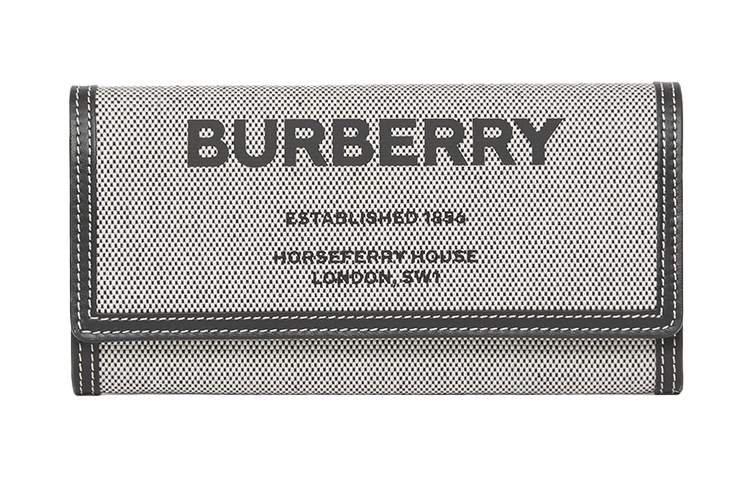 BURBERRY
ESTABLISHED 1856
HORSEFERRY HOUSE
LONDON, SW1